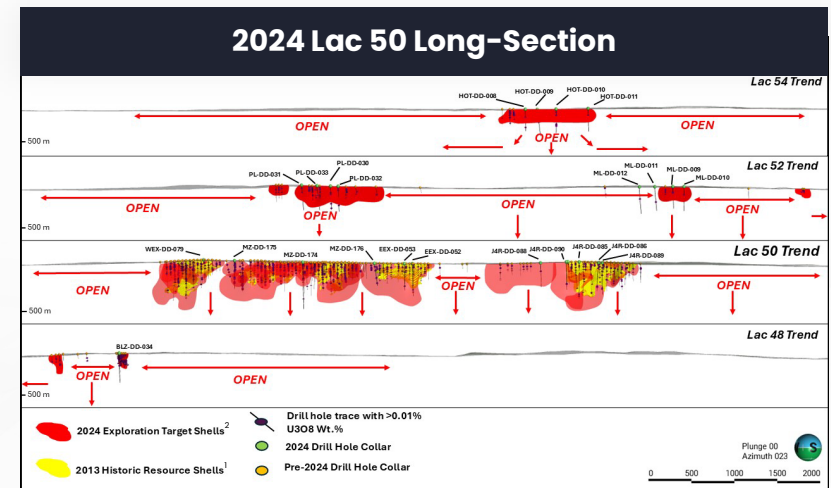 2024 Lac 50 Long-Section
Lac 54 Trend
HOT-DD-008
HOT-DD-009
HOT-DD-010
HOT-DD-011
OPEN
OPEN
OPEN
500 m
Lac 52 Trend
PL-DD-031
PL-DD-033
PL-DD-030
PL-DD-032
ML-DD-012
ML-DD-011
ML-DD-009
ML-DD-010
OPEN
OPEN
OPEN
OPEN
500 m
Lac 50 Trend
WEX-DD-079
MZ-DD-175
MZ-DD-174
MZ-DD-176
EEX-DD-053
EEX-DD-052
J4R-DD-088
J4R-DD-090
J4R-DD-085
J4R-DD-086
J4R-DD-089
OPEN
OPEN
OPEN
500 m
Lac 48 Trend
BLZ-DD-034
OPEN
OPEN
500 m
2024 Exploration Target Shells2
2013 Historic Resource Shells1
Drill hole trace with >0.01%
U3O8 Wt.%
2024 Drill Hole Collar
Pre-2024 Drill Hole Collar
Plunge 00
Azimuth 023
S
0 500 1000 1500 2000